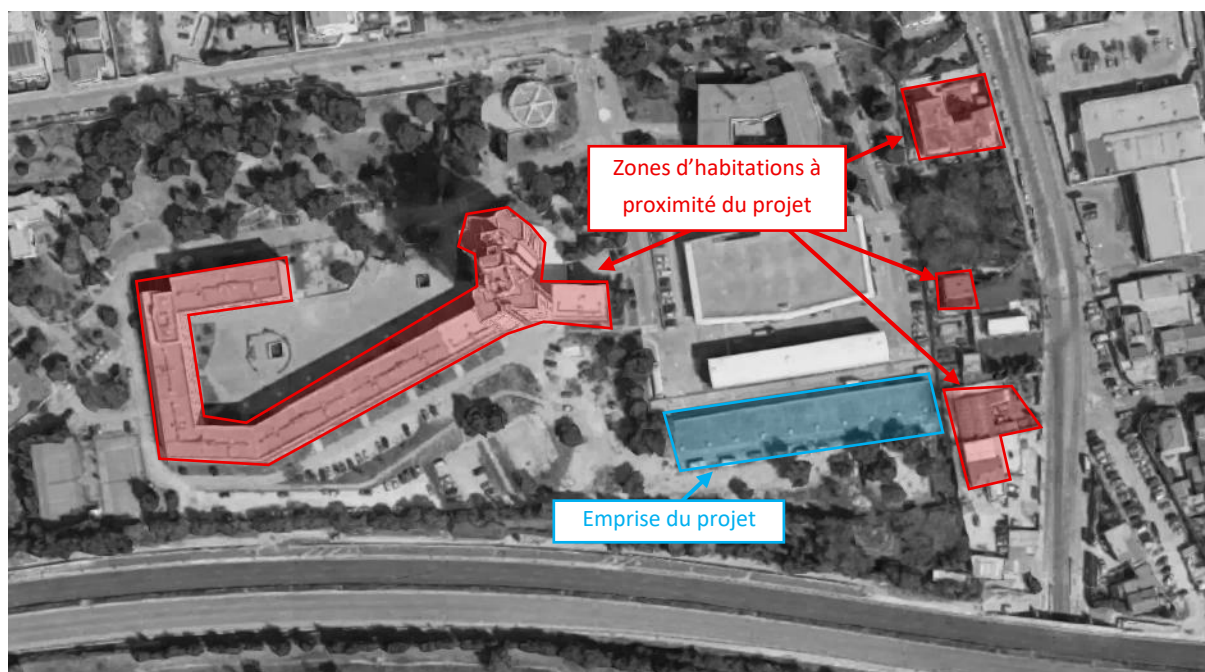 Zones d’habitations à
proximité du projet
Emprise du projet